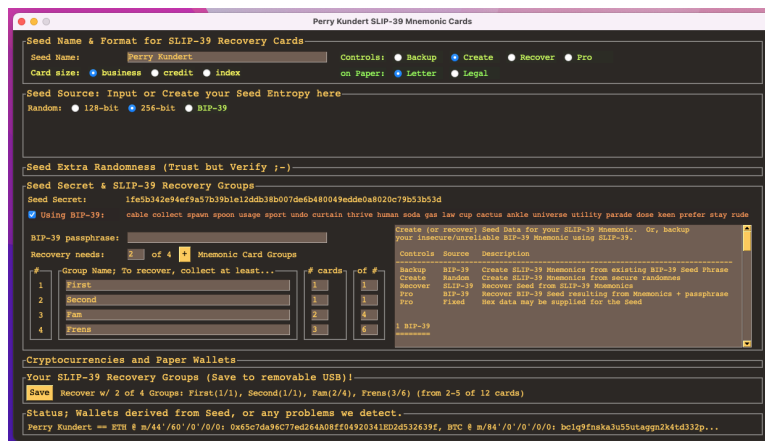 Perry Kundert SLIP-39 Mnemonic Cards
Seed Name & Format for SLIP-39 Recovery Cards
Seed Name: Perry Kundert Controls: Backup Create Recover Pro
Card size: business credit index on Paper: Letter Legal
Seed Source: Input or Create your Seed Entropy here
Random: 128-bit 256-bit BIP-39
Seed Extra Randomness (Trust but Verify ;-)
Seed Secret & SLIP-39 Recovery Groups
Seed Secret: 1fe5b342e94ef9a57b39b1e12ddb38b007de6b480049edde0a8020c79b53b53d
Using BIP-39: cable collect spawn spoon usage sport undo curtain thrive human soda gas law cup cactus ankle universe utility parade dose keen prefer stay rude
BIP-39 passphrase:
Recovery needs: 2 of 4 + Mnemonic Card Groups
# Group Name; To recover, collect at least... # cards of #
1 First 1 1
2 Second 1 1
3 Fam 2 4
4 Frens 3 6
Create (or recover) Seed Data for your SLIP-39 Mnemonic. Or, backup
your insecure/unreliable BIP-39 Mnemonic using SLIP-39.
Controls Source Description
Backup BIP-39 Create SLIP-39 Mnemonics from existing BIP-39 Seed Phrase
Create Random Create SLIP-39 Mnemonics from secure randomnes
Recover SLIP-39 Recover Seed from SLIP-39 Mnemonics
Pro BIP-39 Recover BIP-39 Seed resulting from Mnemonics + passphrase
Pro Fixed Hex data may be supplied for the Seed
1 BIP-39
========
Cryptocurrencies and Paper Wallets
Your SLIP-39 Recovery Groups (Save to removable USB)!
Save Recover w/ 2 of 4 Groups: First(1/1), Second(1/1), Fam(2/4), Frens(3/6) (from 2-5 of 12 cards)
Status; Wallets derived from Seed, or any problems we detect.
Perry Kundert == ETH @ m/44'/60'/0'/0/0: 0x65c7da96C77ed264A08ff04920341ED2d532639f, BTC @ m/84'/0'/0'/0/0: bc1q9fnska3u55utaggn2k4td332p...